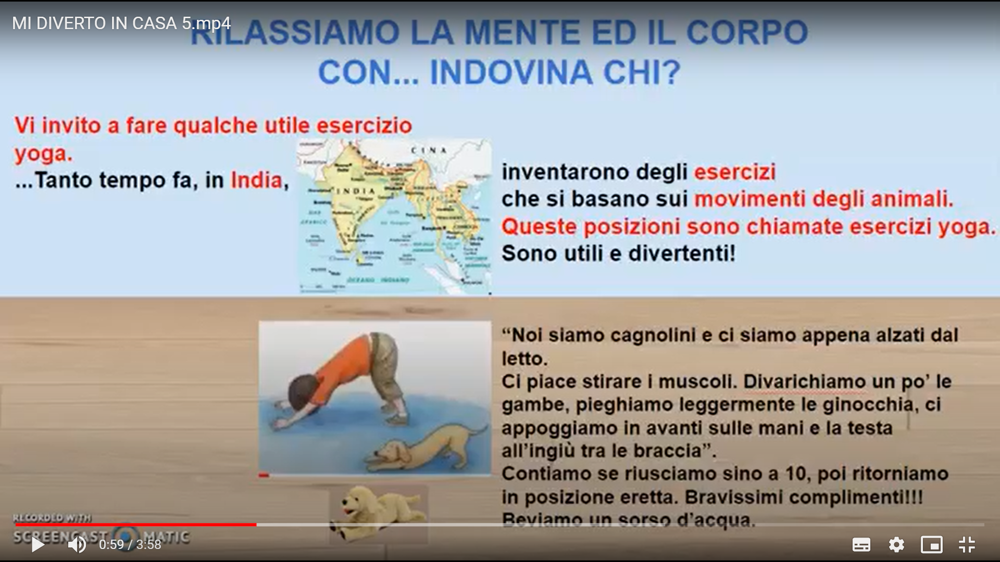 MI DIVERTO IN CASA 5.mp4
RILASSIAMO LA MENTE ED IL CORPO
CON... INDOVINA CHI?
Vi invito a fare qualche utile esercizio
yoga.
...Tanto tempo fa, in India,
CINA
INDIA
OCEANO INDIANO
inventarono degli esercizi
che si basano sui movimenti degli animali.
Queste posizioni sono chiamate esercizi yoga.
Sono utili e divertenti!
“Noi siamo cagnolini e ci siamo appena alzati dal
letto.
Ci piace stirare i muscoli. Divarichiamo un po’ le
gambe, pieghiamo leggermente le ginocchia, ci
appoggiamo in avanti sulle mani e la testa
all’ingiù tra le braccia”.
Contiamo se riusciamo sino a 10, poi ritorniamo
in posizione eretta. Bravissimi complimenti!!!
Beviamo un sorso d’acqua.
RECORDED WITH
SCREENCAST MATIC
0:59 / 3:58